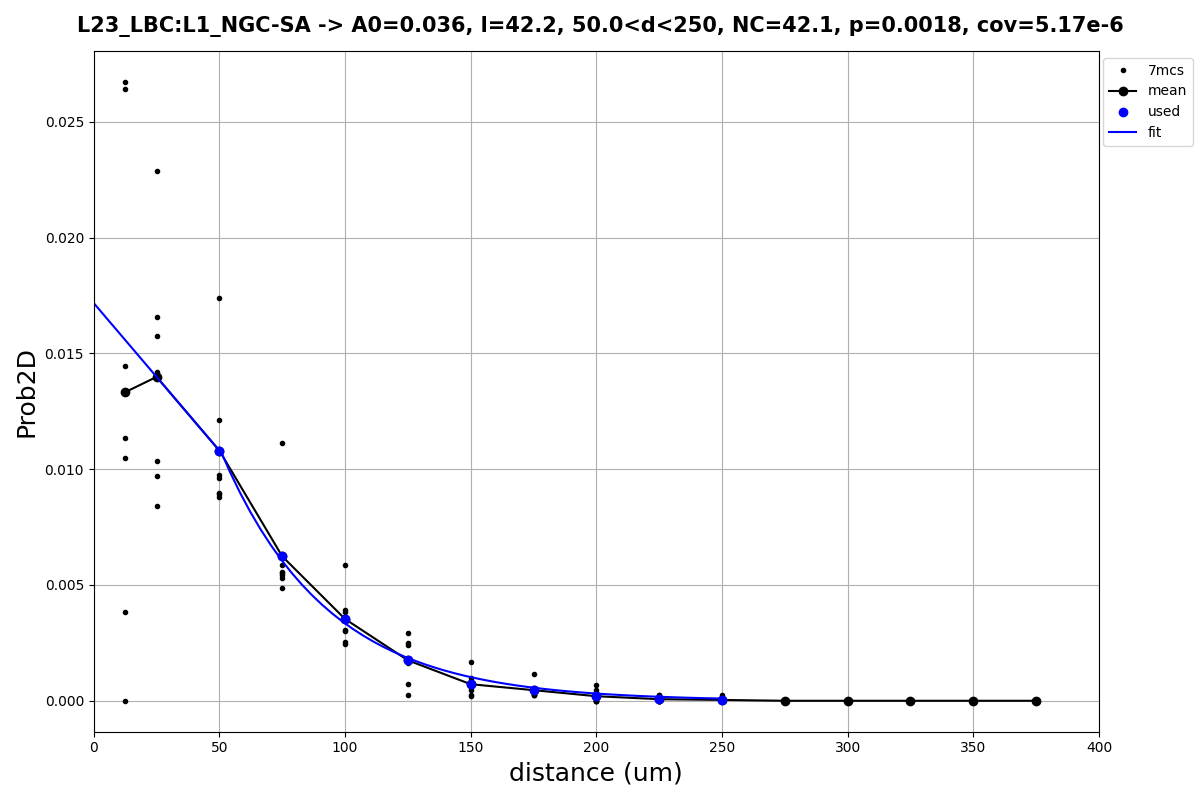 L23_LBC:L1_NGC-SA -> A0=0.036, l=42.2, 50.0<d<250, NC=42.1, p=0.0018, cov=5.17e-6
7mcs
mean
used
fit
0.025
0.020
0.015
0.010
0.005
0.000
Prob2D
0 50 100 150 200 250 300 350 400
distance (um)